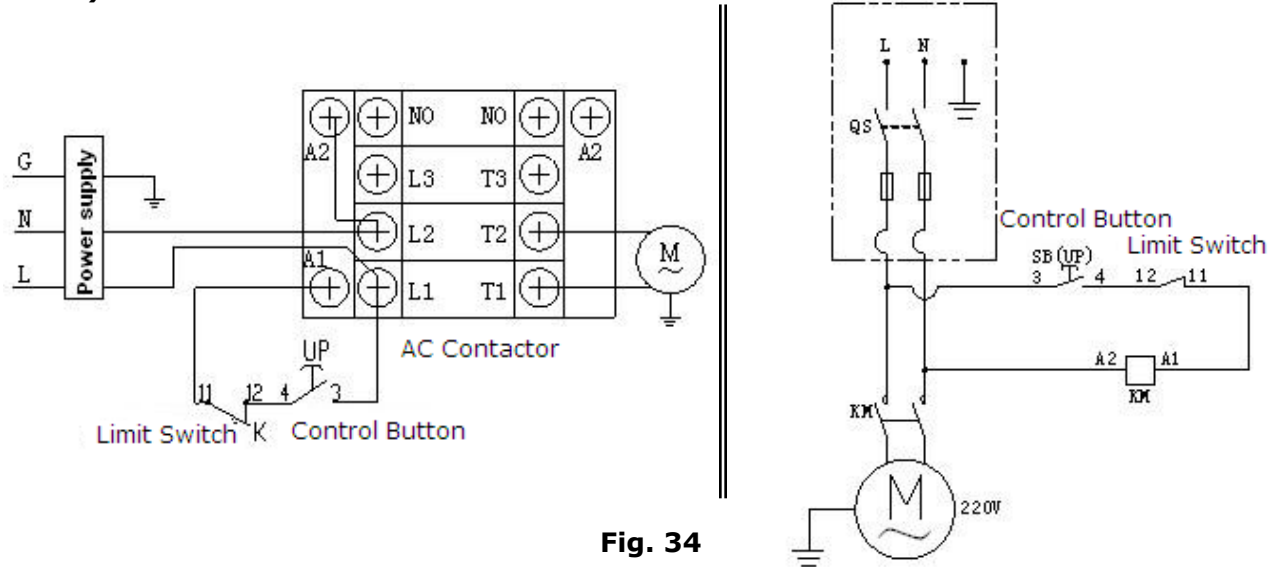 G
N
L
Power supply
A2
NO NO
A2
L3 T3
L2 T2
A1
L1 T1
M
AC Contactor
UP
11 12 4 3
Limit Switch K Control Button
L N
QS
Control Button
Limit Switch
SB(UP)
3 4 12 11
A2 A1
KM
KM
M
220V
Fig. 34